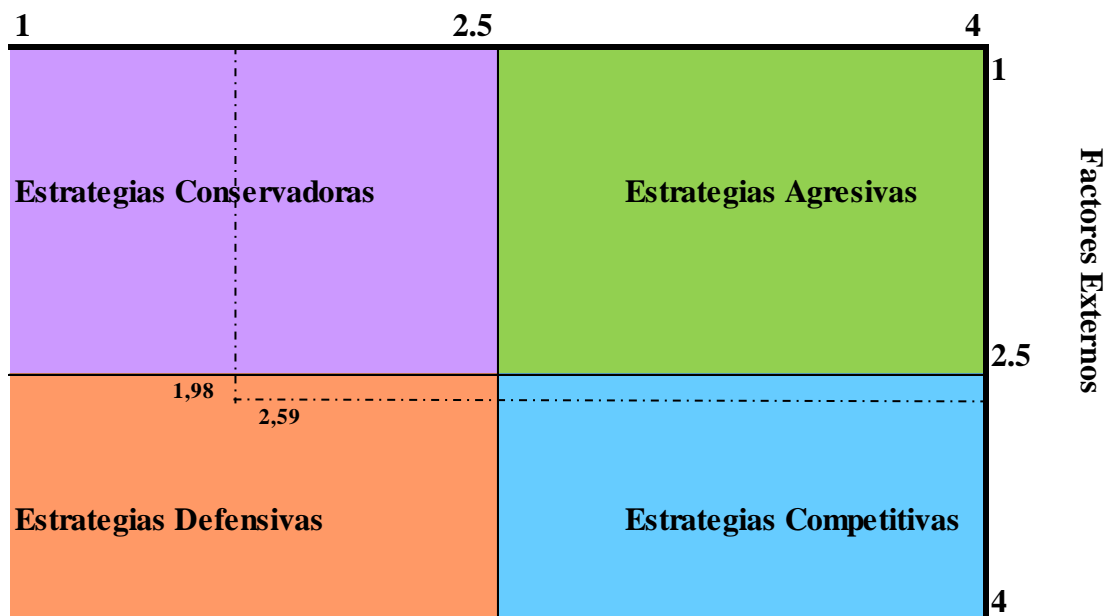 1
2.5
4
1
Estrategias Conservadoras
Estrategias Agresivas
Factores Externos
2.5
1,98
2,59
Estrategias Defensivas
Estrategias Competitivas
4